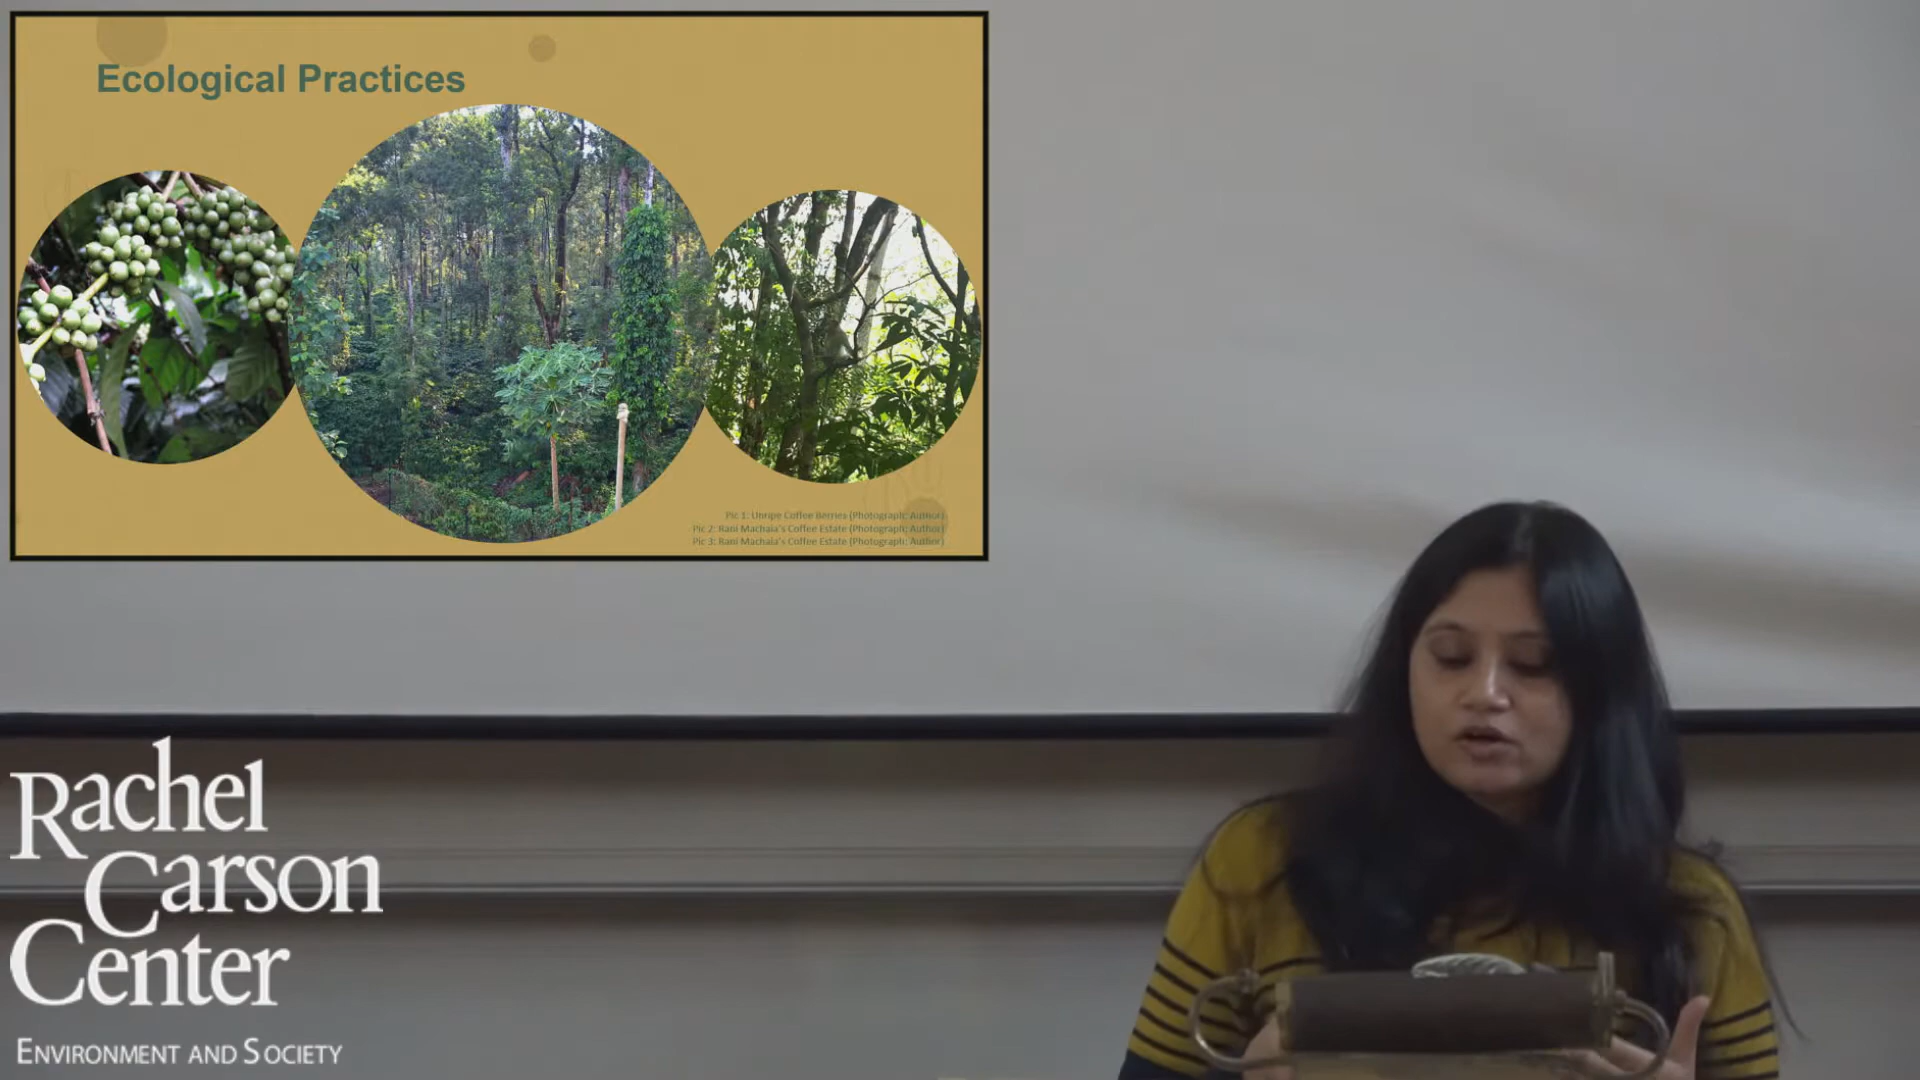 Ecological Practices
Pic 1: Unripe Coffee Berries (Photograph: Author)
Pic 2: Rani Machaia's Coffee Estate (Photograph: Author)
Pic 3: Rani Machaia's Coffee Estate (Photograph: Author)
Rachel
Carson
Center
ENVIRONMENT AND SOCIETY